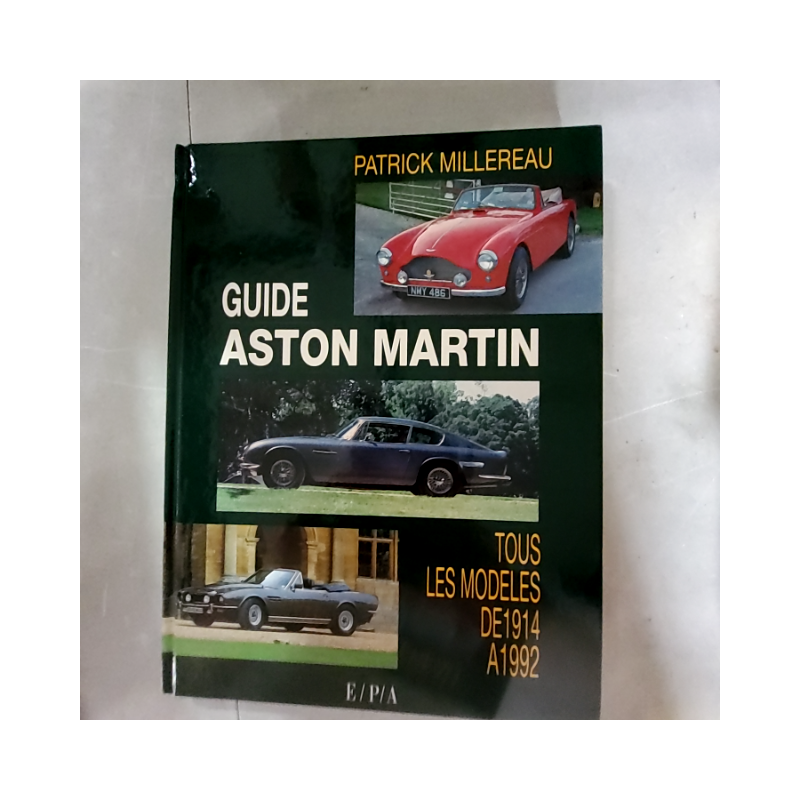 PATRICK MILLEREAU
NMY 486
GUIDE
ASTON MARTIN
TOUS
LES MODELES
DE1914
A1992
E/P/A